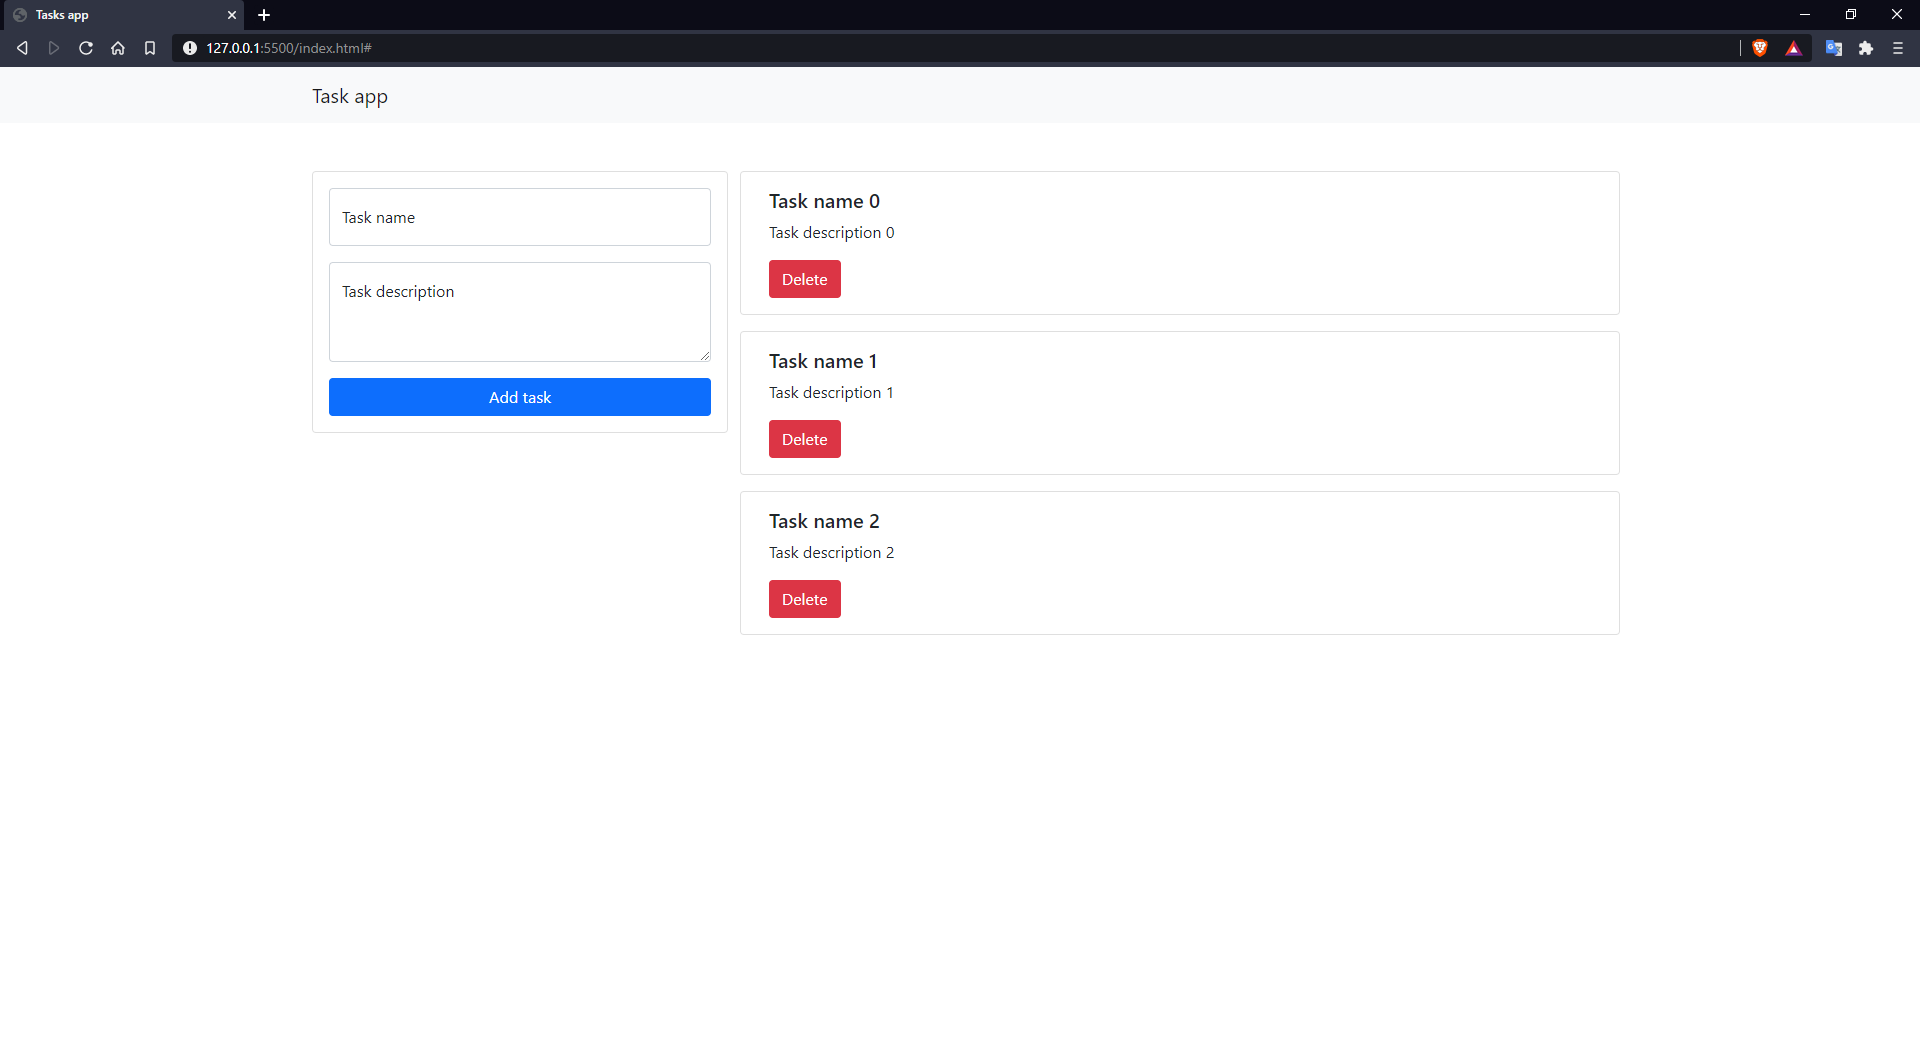 Tasks app
127.0.0.1:5500/index.html#
Task app
Task name
Task description
Add task
Task name 0
Task description 0
Delete
Task name 1
Task description 1
Delete
Task name 2
Task description 2
Delete